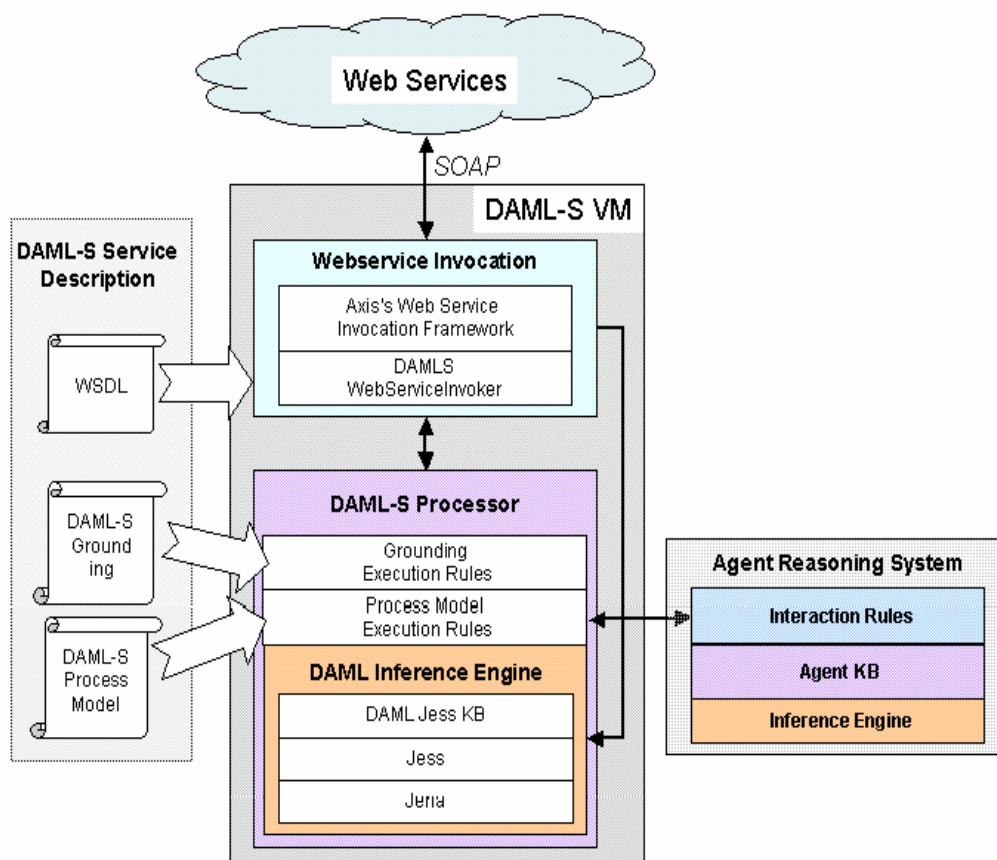 Web Services
SOAP
DAML-S VM
DAML-S Service
Description
WSDL
DAML-S
Ground
ing
DAML-S
Process
Model
Webservice Invocation
Axis's Web Service
Invocation Framework
DAMLS
WebServiceInvoker
DAML-S Processor
Grounding
Execution Rules
Process Model
Execution Rules
DAML Inference Engine
DAML Jess KB
Jess
Jena
Agent Reasoning System
Interaction Rules
Agent KB
Inference Engine